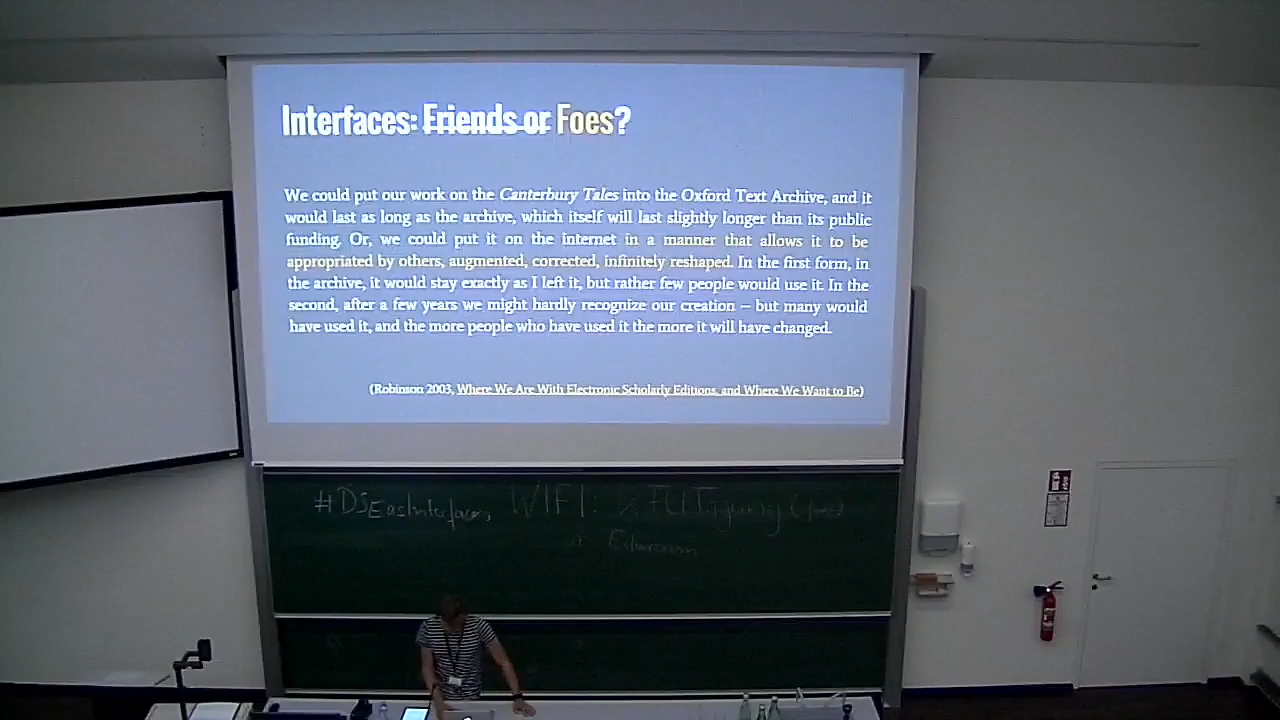 Interfaces: Friends or Foes?
We could put our work on the Canterbury Tales into the Oxford Text Archive, and it
would last as long as the archive, which itself will last slightly longer than its public
funding. Or, we could put it on the internet in a manner that allows it to be
appropriated by others, augmented, corrected, infinitely reshaped. In the first form, in
the archive, it would stay exactly as I left it, but rather few people would use it. In the
second, after a few years we might hardly recognize our creation – but many would
have used it, and the more people who have used it the more it will have changed.
(Robinson 2003, Where We Are With Electronic Scholarly Editions, and Where We Want to Be)
#DSEasInterfaces WIFI: